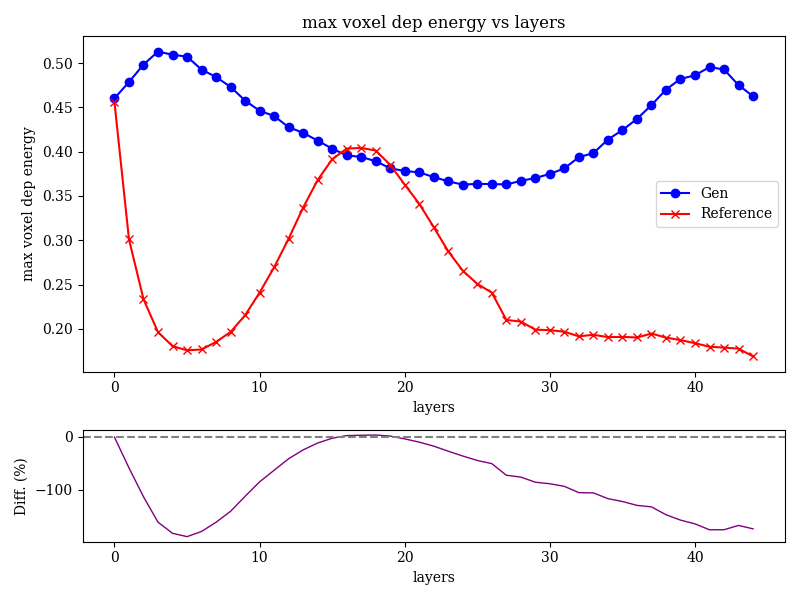 max voxel dep energy vs layers
max voxel dep energy
0.50
0.45
0.40
0.35
0.30
0.25
0.20
Gen
Reference
0 10 20 30 40
layers
Diff. (%)
0
−100
0 10 20 30 40
layers